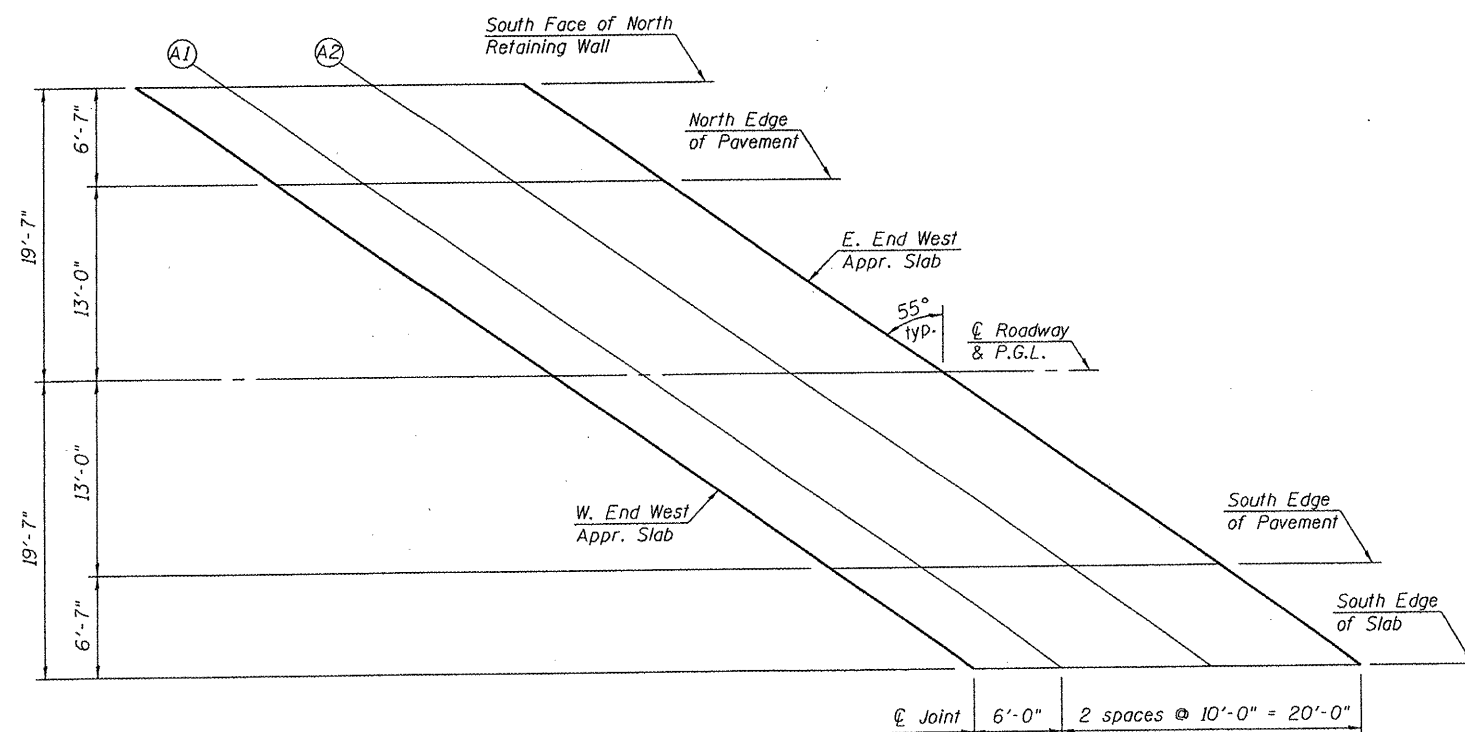 South Face of North
Retaining Wall
A1
A2
North Edge
of Pavement
6'-7"
19'-7"
13'-0"
E. End West
Appr. Slab
55°
typ.
℄ Roadway
& P.G.L.
13'-0"
19'-7"
6'-7"
W. End West
Appr. Slab
South Edge
of Pavement
South Edge
of Slab
℄ Joint
6'-0"
2 spaces @ 10'-0" = 20'-0"